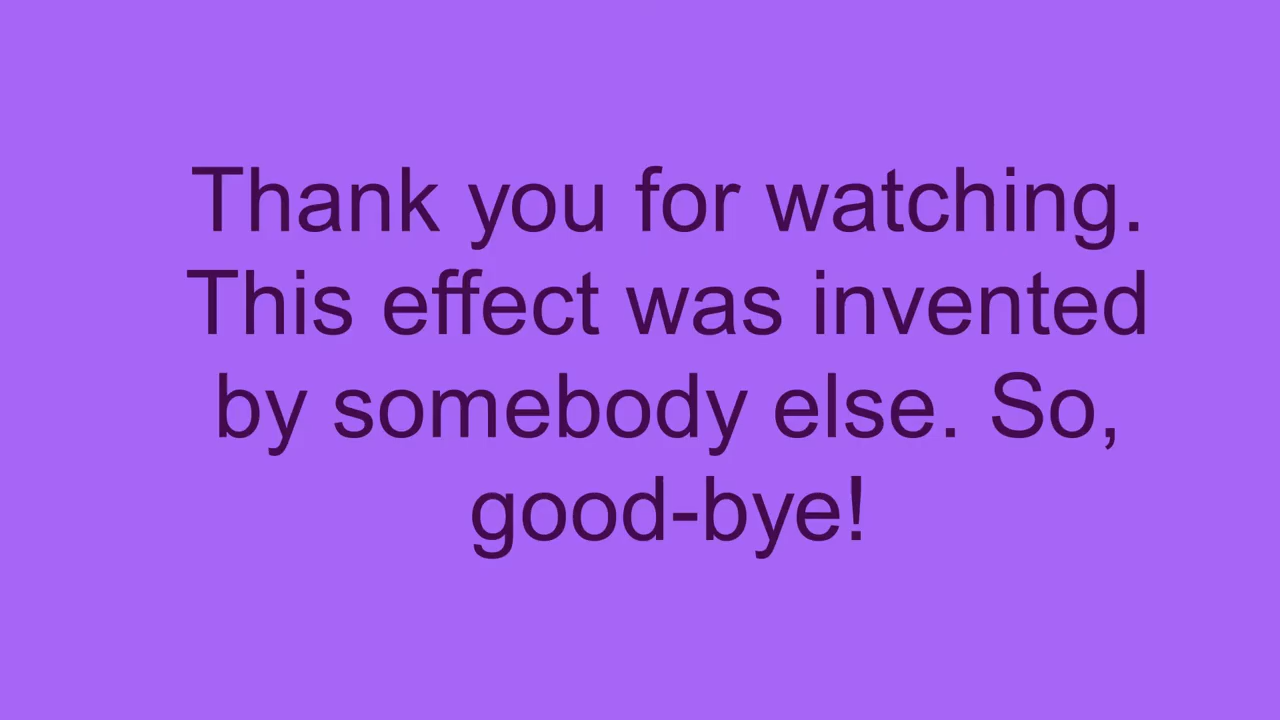 Thank you for watching.
This effect was invented
by somebody else. So,
good-bye!